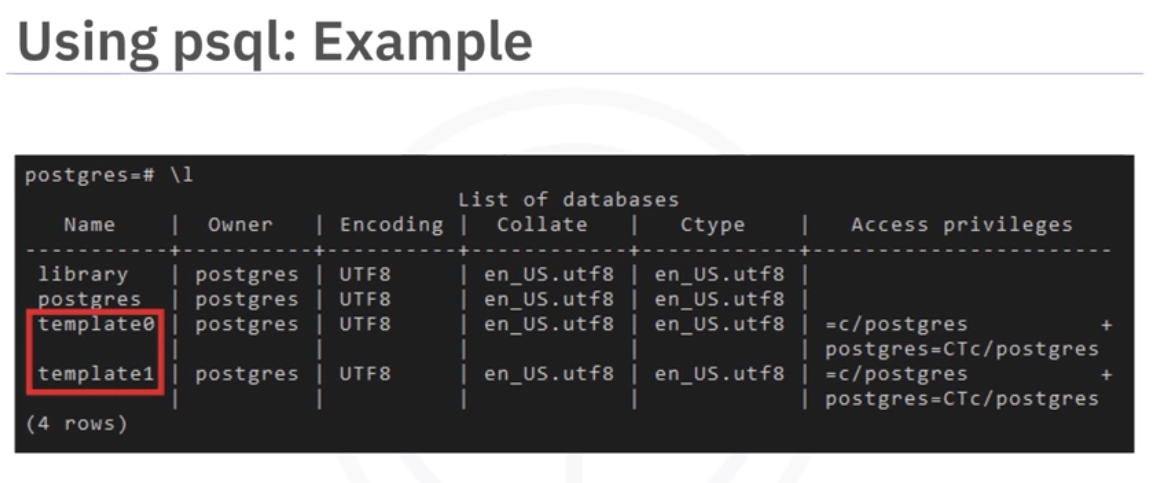 Using psql: Example
postgres=# \l
List of databases
Name | Owner | Encoding | Collate | Ctype | Access privileges
-----------+----------+----------+------------+------------+-----------------------
library | postgres | UTF8 | en_US.utf8 | en_US.utf8 |
postgres | postgres | UTF8 | en_US.utf8 | en_US.utf8 |
template0 | postgres | UTF8 | en_US.utf8 | en_US.utf8 | =c/postgres +
| | | | | postgres=CTc/postgres
template1 | postgres | UTF8 | en_US.utf8 | en_US.utf8 | =c/postgres +
| | | | | postgres=CTc/postgres
(4 rows)